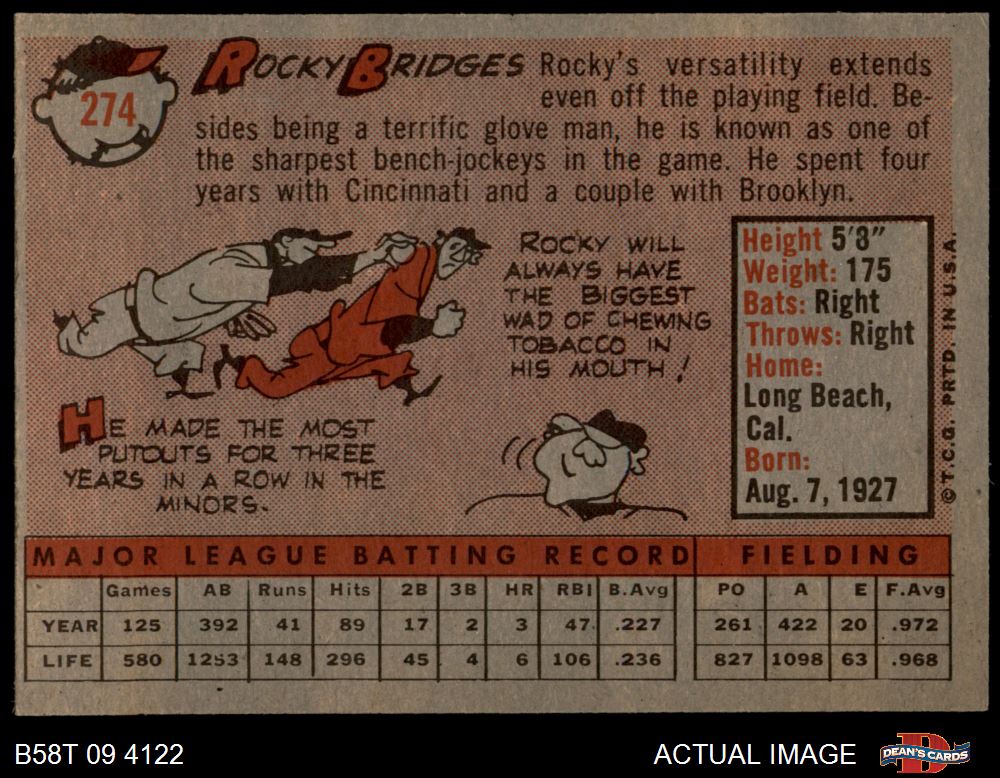 274
ROCKY BRIDGES Rocky's versatility extends
even off the playing field. Be-
sides being a terrific glove man, he is known as one of
the sharpest bench-jockeys in the game. He spent four
years with Cincinnati and a couple with Brooklyn.
HE MADE THE MOST
PUTOUTS FOR THREE
YEARS IN A ROW IN THE
MINORS.
ROCKY WILL
ALWAYS HAVE
THE BIGGEST
WAD OF CHEWING
TOBACCO IN
HIS MOUTH!
Height 5'8"
Weight: 175
Bats: Right
Throws: Right
Home:
Long Beach,
Cal.
Born:
Aug. 7, 1927
© T.C.G. PRTD. IN U.S.A.
MAJOR LEAGUE BATTING RECORD FIELDING
Games AB Runs Hits 2B 3B HR RBI B.Avg PO A E F.Avg
YEAR 125 392 41 89 17 2 3 47 .227 261 422 20 .972
LIFE 580 1253 148 296 45 4 6 106 .236 827 1098 63 .968
B58T 09 4122 ACTUAL IMAGE DEAN'S CARDS